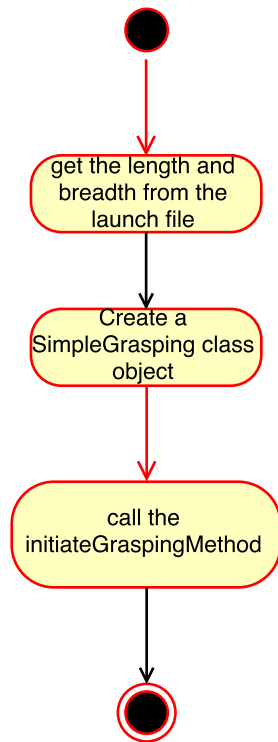 get the length and
breadth from the
launch file
Create a
SimpleGrasping class
object
call the
initiateGraspingMethod